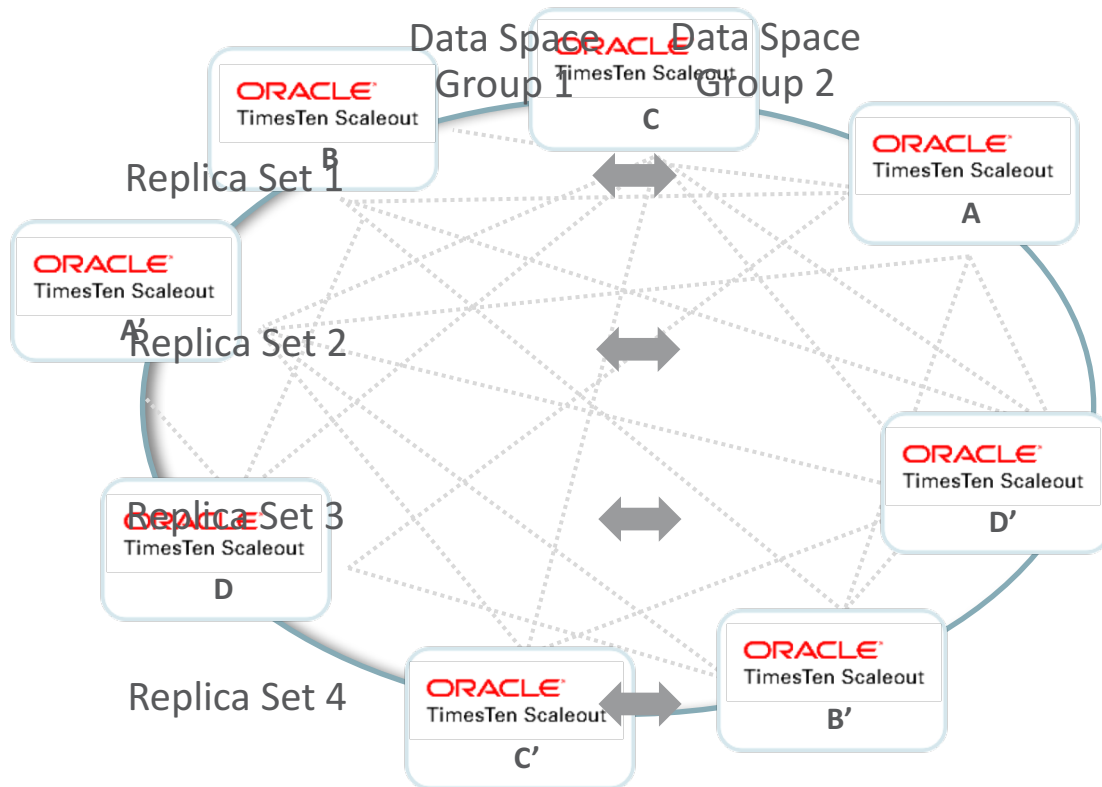 Data Space
Group 1
Data Space
Group 2
ORACLE
TimesTen Scaleout
C
ORACLE
TimesTen Scaleout
B
ORACLE
TimesTen Scaleout
A
Replica Set 1
ORACLE
TimesTen Scaleout
A’
Replica Set 2
ORACLE
TimesTen Scaleout
D’
Replica Set 3
ORACLE
TimesTen Scaleout
D
ORACLE
TimesTen Scaleout
B’
Replica Set 4
ORACLE
TimesTen Scaleout
C’